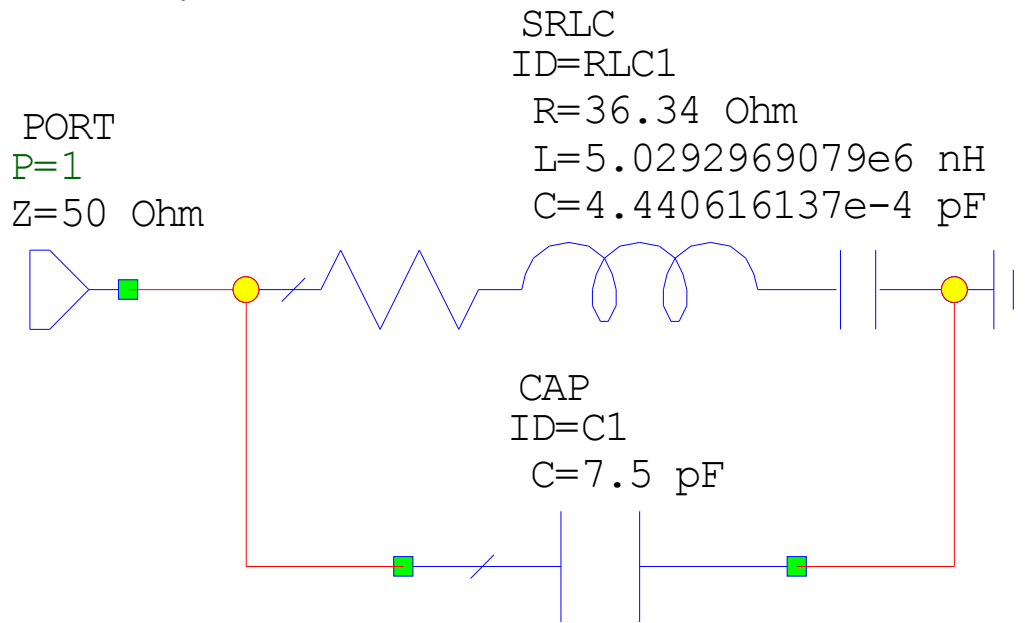 SRLC
ID=RLC1
R=36.34 Ohm
L=5.0292969079e6 nH
C=4.440616137e-4 pF
PORT
P=1
Z=50 Ohm
CAP
ID=C1
C=7.5 pF